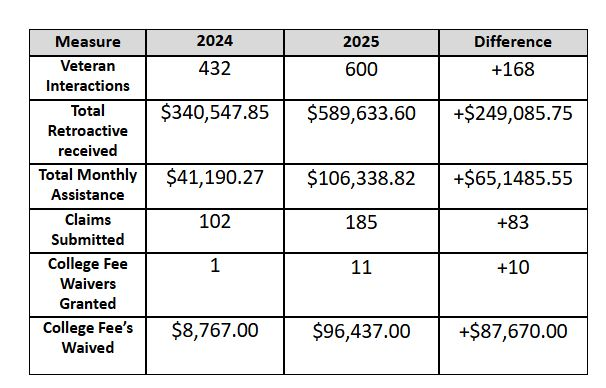 Measure 2024 2025 Difference
Veteran 432 600 +168
Interactions
Total $340,547.85 $589,633.60 +$249,085.75
Retroactive
received
Total Monthly $41,190.27 $106,338.82 +$65,1485.55
Assistance
Claims 102 185 +83
Submitted
College Fee 1 11 +10
Waivers
Granted
College Fee's $8,767.00 $96,437.00 +$87,670.00
Waived